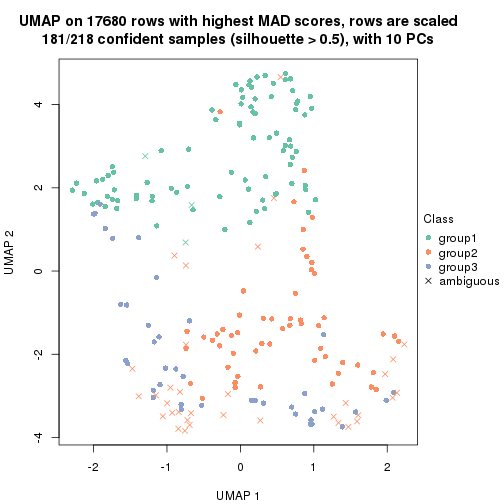 UMAP on 17680 rows with highest MAD scores, rows are scaled
181/218 confident samples (silhouette > 0.5), with 10 PCs
4
2
0
-2
-4
UMAP 2
-2
-1
0
1
2
UMAP 1
Class
group1
group2
group3
ambiguous